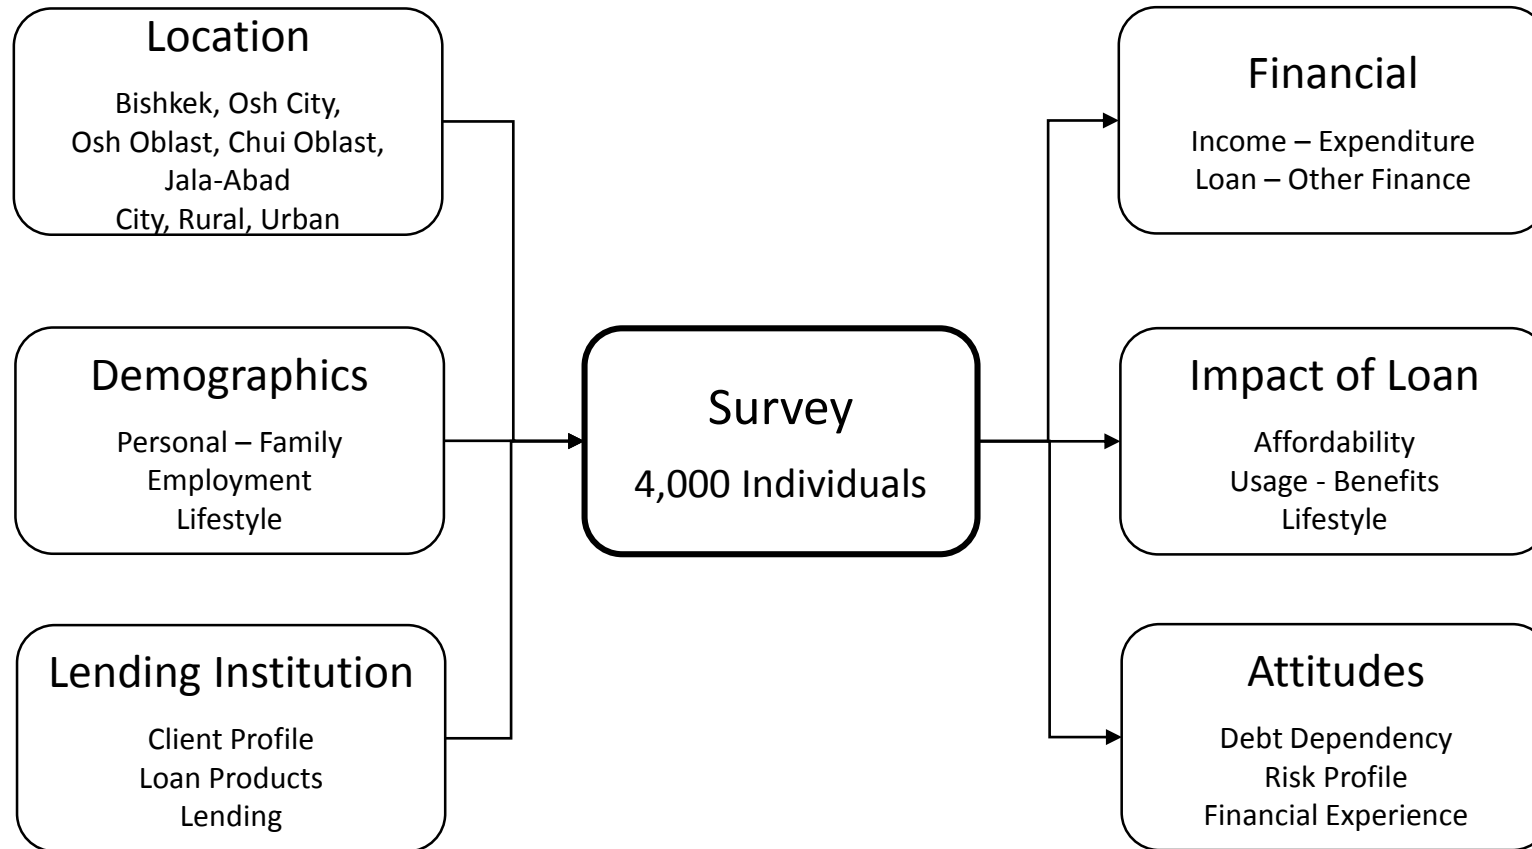 Location
Bishkek, Osh City,
Osh Oblast, Chui Oblast,
Jala-Abad
City, Rural, Urban
Demographics
Personal – Family
Employment
Lifestyle
Lending Institution
Client Profile
Loan Products
Lending
Survey
4,000 Individuals
Financial
Income – Expenditure
Loan – Other Finance
Impact of Loan
Affordability
Usage - Benefits
Lifestyle
Attitudes
Debt Dependency
Risk Profile
Financial Experience